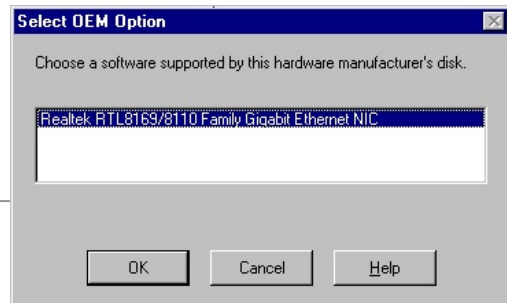 Select OEM Option
Choose a software supported by this hardware manufacturer's disk.
Realtek RTL8169/8110 Family Gigabit Ethernet NIC
OK
Cancel
Help